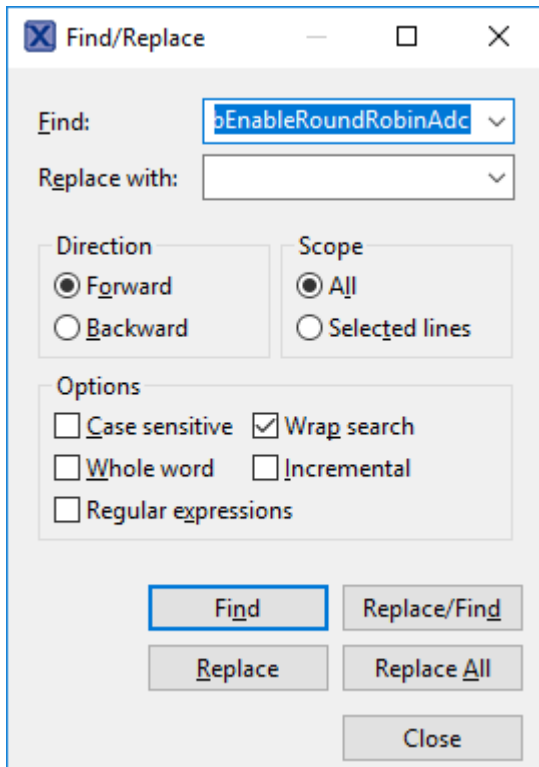 Find/Replace
Find: bEnableRoundRobinAdc
Replace with:
Direction Scope
Forward All
Backward Selected lines
Options
Case sensitive Wrap search
Whole word Incremental
Regular expressions
Find Replace/Find
Replace Replace All
Close